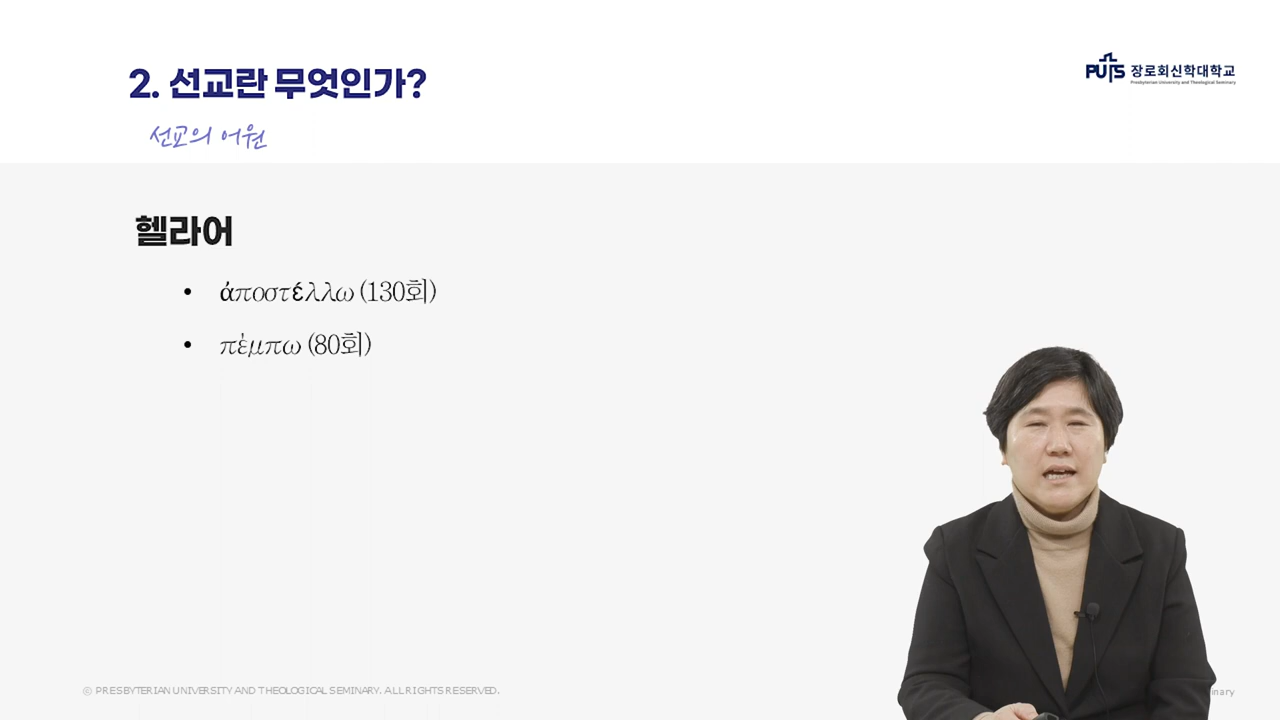 2. 선교란 무엇인가?
PUTS 장로회신학대학교
Presbyterian University and Theological Seminary
선교의 어원
헬라어
• ἀποστέλλω (130회)
• πὲμπω (80회)
© PRESBYTERIAN UNIVERSITY AND THEOLOGICAL SEMINARY. ALL RIGHTS RESERVED.
inary